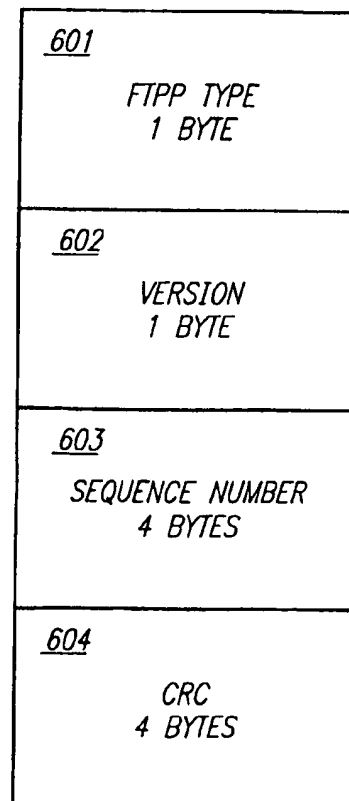 601
FTPP TYPE
1 BYTE
602
VERSION
1 BYTE
603
SEQUENCE NUMBER
4 BYTES
604
CRC
4 BYTES